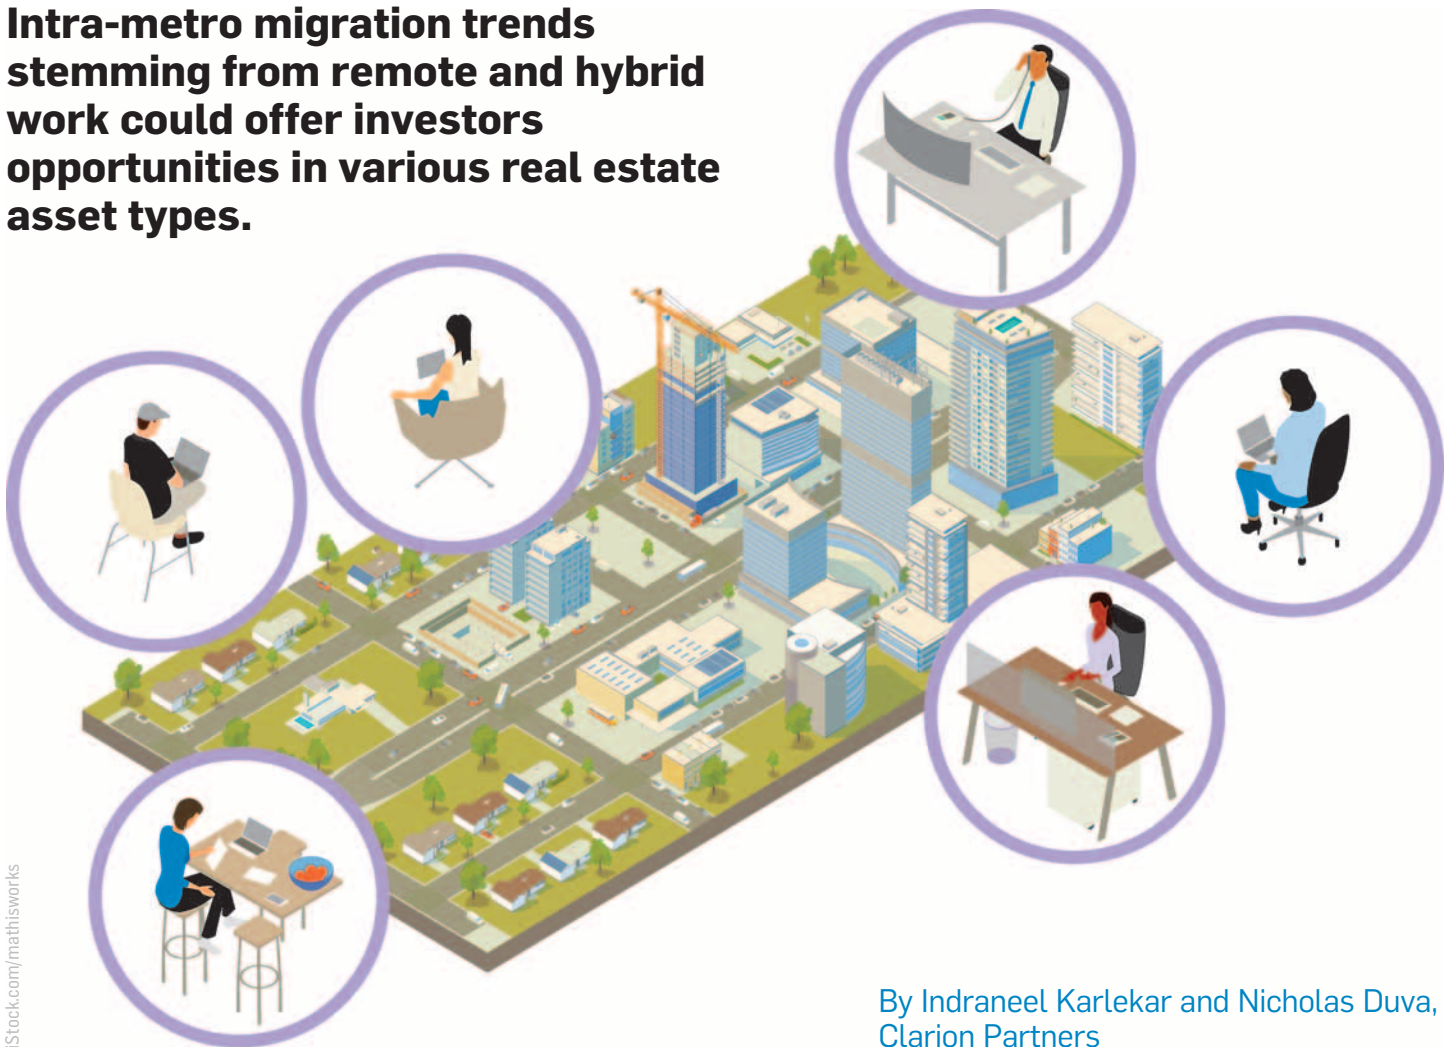 Intra-metro migration trends
stemming from remote and hybrid
work could offer investors
opportunities in various real estate
asset types.
iStock.com/mathisworks
By Indraneel Karlekar and Nicholas Duva,
Clarion Partners